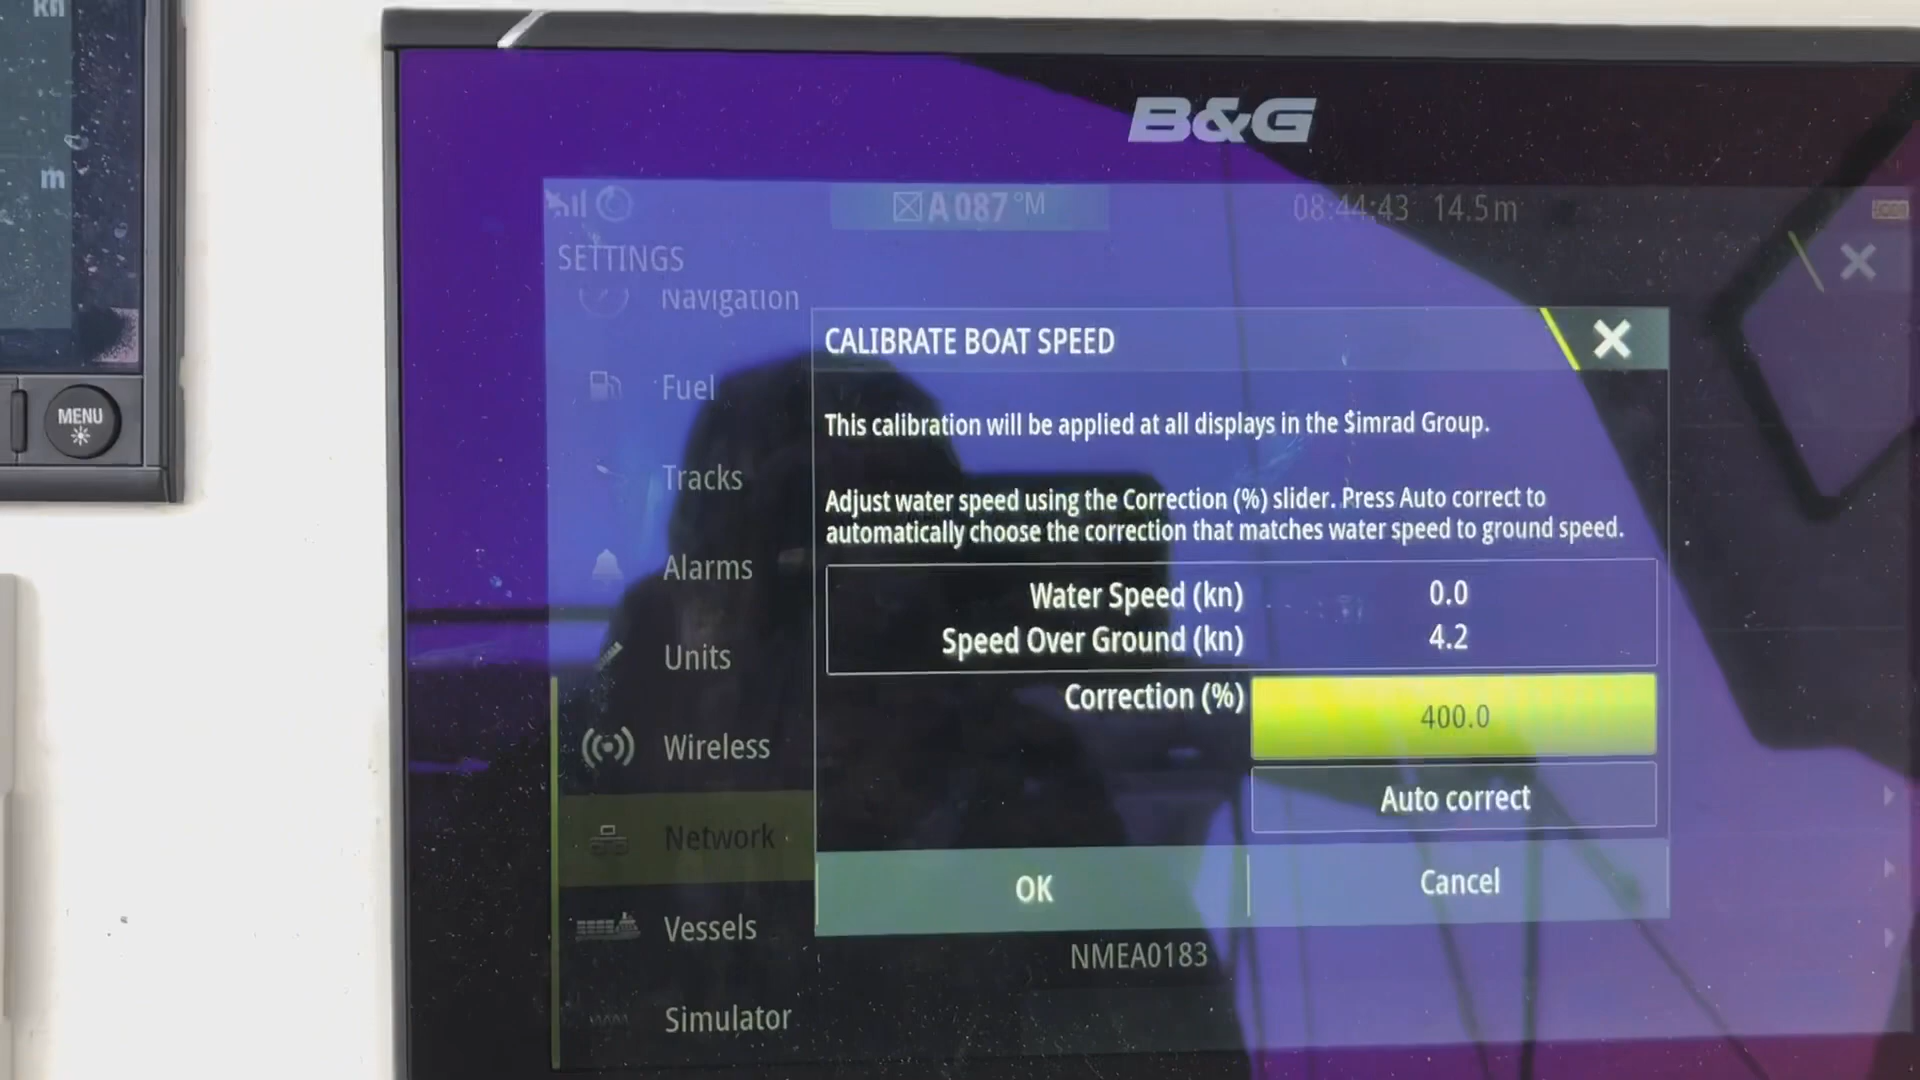 kn
m
MENU
B&G
A 087 °M
08:44:43 14.5 m
SETTINGS
Navigation
Fuel
Tracks
Alarms
Units
Wireless
Network
Vessels
Simulator
CALIBRATE BOAT SPEED
This calibration will be applied at all displays in the Simrad Group.
Adjust water speed using the Correction (%) slider. Press Auto correct to
automatically choose the correction that matches water speed to ground speed.
Water Speed (kn) 0.0
Speed Over Ground (kn) 4.2
Correction (%) 400.0
Auto correct
OK Cancel
NMEA0183